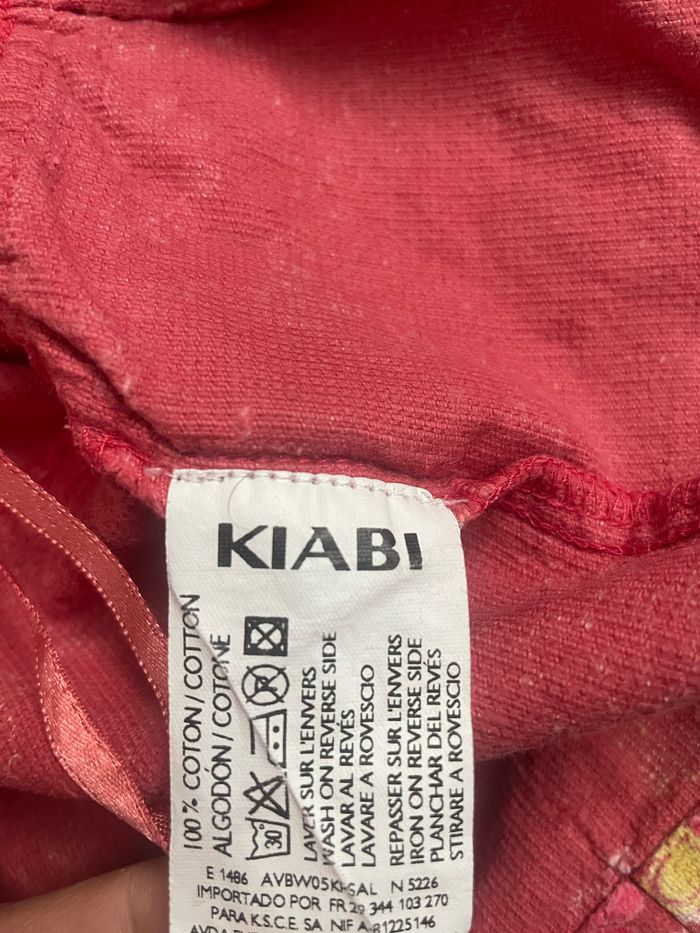 KIABI
100 % COTON / COTTON
ALGODÓN / COTONE
30
LAVER SUR L'ENVERS
WASH ON REVERSE SIDE
LAVAR AL REVÉS
LAVARE A ROVESCIO
REPASSER SUR L'ENVERS
IRON ON REVERSE SIDE
PLANCHAR DEL REVÉS
STIRARE A ROVESCIO
E 1486 AVBW05KI-SAL N 5226
IMPORTADO POR FR 29 344 103 270
PARA K.S.C.E. SA NIF A-81225146